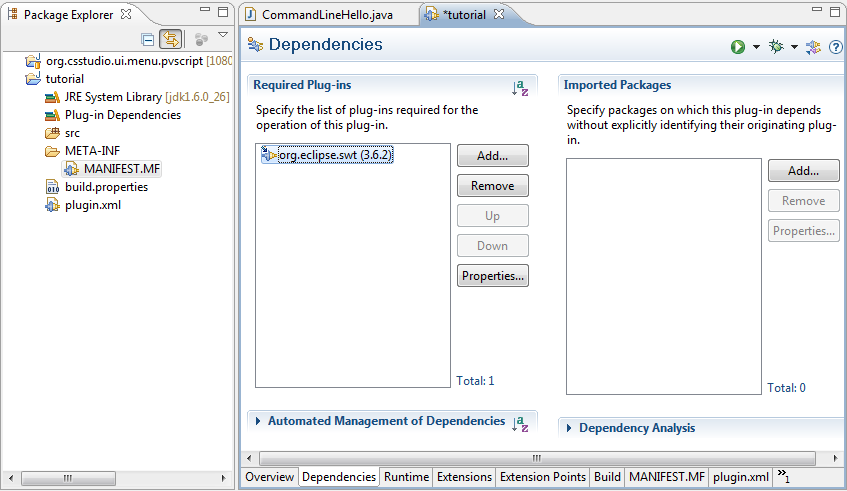 Package Explorer
org.csstudio.ui.menu.pvscript [1080
tutorial
JRE System Library [jdk1.6.0_26]
Plug-in Dependencies
src
META-INF
MANIFEST.MF
build.properties
plugin.xml
CommandLineHello.java
*tutorial
Dependencies
Required Plug-ins
Specify the list of plug-ins required for the
operation of this plug-in.
org.eclipse.swt (3.6.2)
Add...
Remove
Up
Down
Properties...
Total: 1
Automated Management of Dependencies
Imported Packages
Specify packages on which this plug-in depends
without explicitly identifying their originating plug-
in.
Add...
Remove
Properties...
Total: 0
Dependency Analysis
Overview Dependencies Runtime Extensions Extension Points Build MANIFEST.MF plugin.xml »1